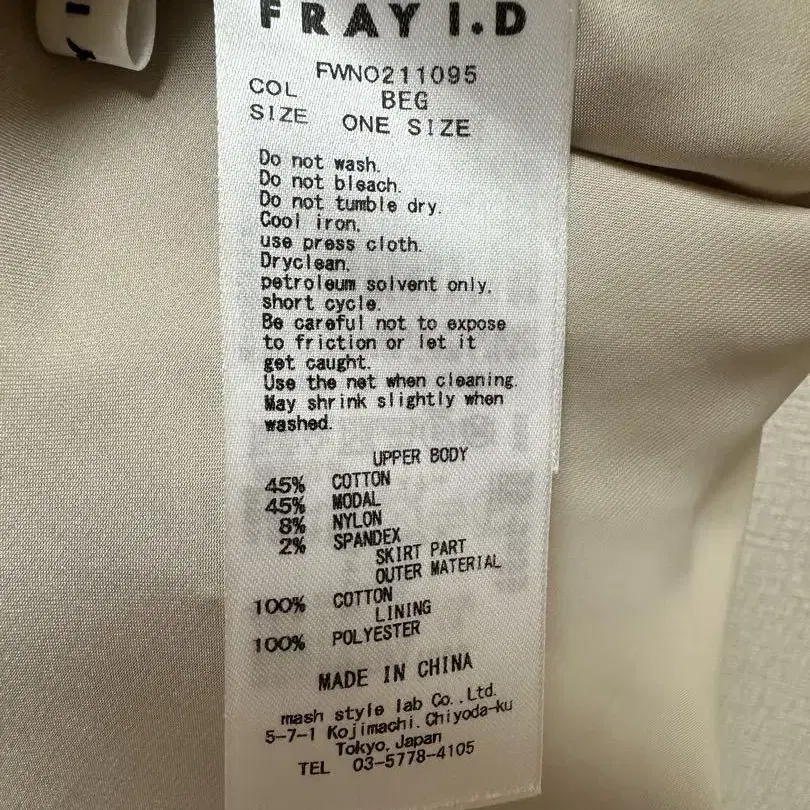 FRAY I.D
FWNO211095
COL BEG
SIZE ONE SIZE
Do not wash.
Do not bleach.
Do not tumble dry.
Cool iron.
use press cloth.
Dryclean.
petroleum solvent only.
short cycle.
Be careful not to expose
to friction or let it
get caught.
Use the net when cleaning.
May shrink slightly when
washed.
UPPER BODY
45% COTTON
45% MODAL
8% NYLON
2% SPANDEX
SKIRT PART
OUTER MATERIAL
100% COTTON
LINING
100% POLYESTER
MADE IN CHINA
mash style lab Co.,Ltd.
5-7-1 Kojimachi.Chiyoda-ku
Tokyo,Japan
TEL 03-5778-4105